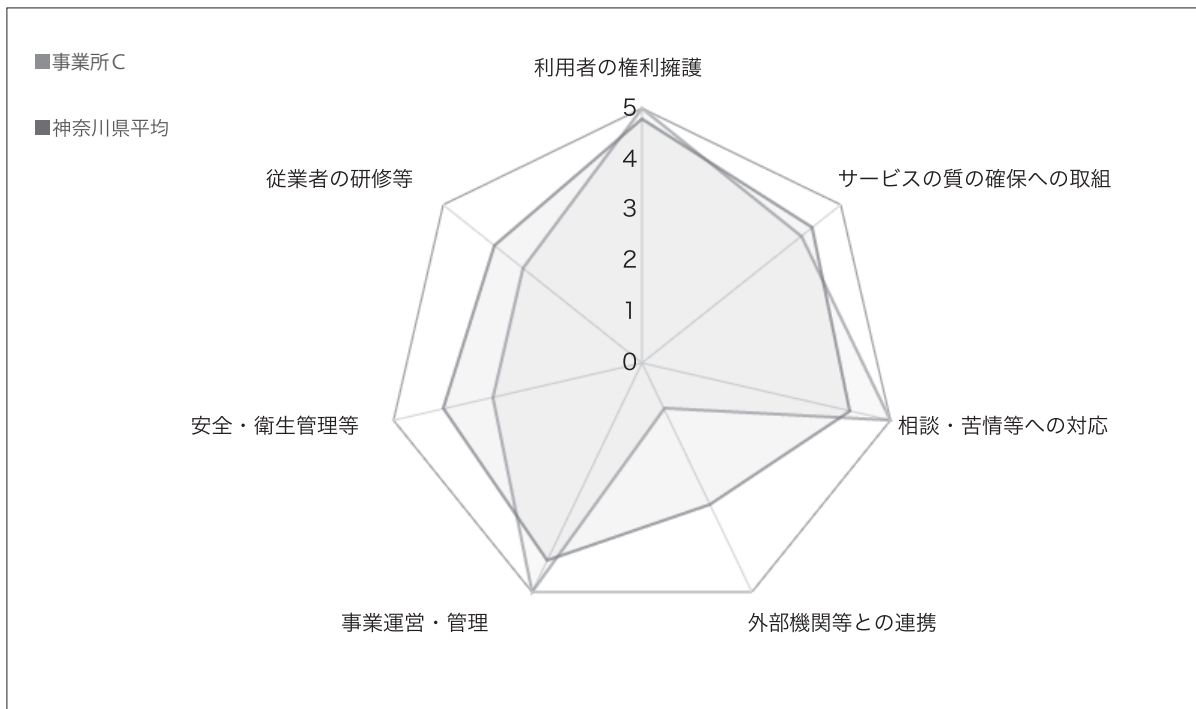 ■事業所C
■神奈川県平均
利用者の権利擁護
サービスの質の確保への取組
相談・苦情等への対応
外部機関等との連携
事業運営・管理
安全・衛生管理等
従業者の研修等
5
4
3
2
1
0